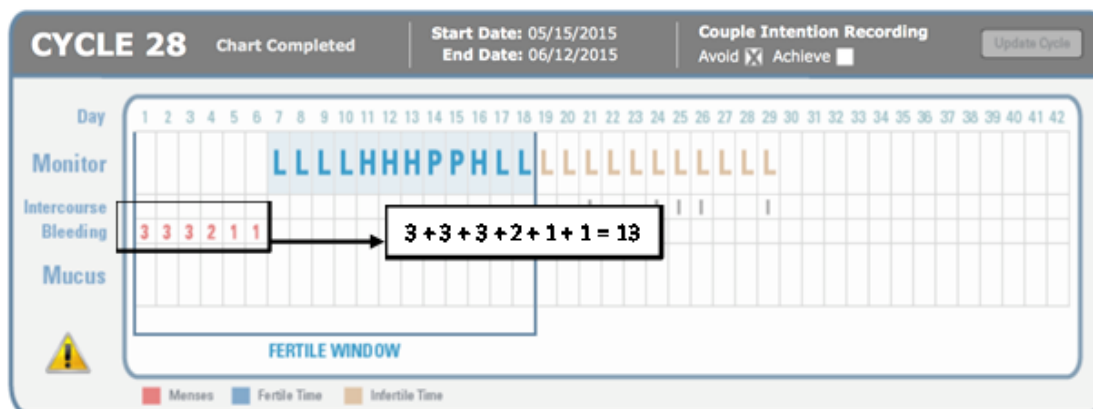 CYCLE 28 Chart Completed Start Date: 05/15/2015 Couple Intention Recording Update Cycle
End Date: 06/12/2015 Avoid X Achieve
Day 1 2 3 4 5 6 7 8 9 10 11 12 13 14 15 16 17 18 19 20 21 22 23 24 25 26 27 28 29 30 31 32 33 34 35 36 37 38 39 40 41 42
Monitor L L L L H H H P P H L L L L L L L L L L L L L
Intercourse
Bleeding 3 3 3 2 1 1 3 + 3 + 3 + 2 + 1 + 1 = 13
Mucus
FERTILE WINDOW
Menses Fertile Time Infertile Time